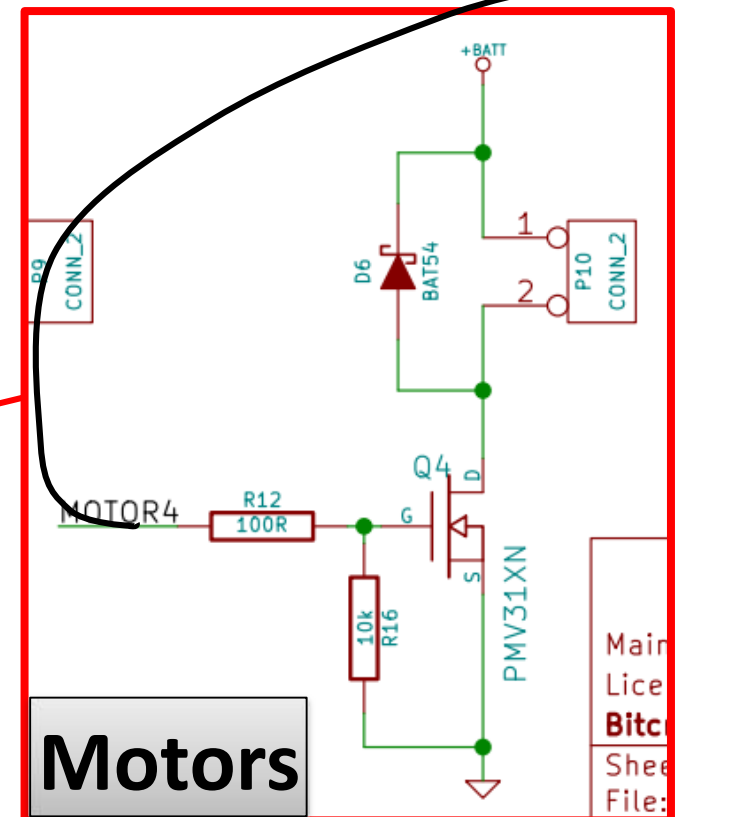 +BATT
1
P9
CONN_2
D6
BAT54
2
P10
CONN_2
Q4
D
MOTOR4
R12
100R
G
S
PMV31XN
10k
R16
Main
Lice
Bitc
Shee
File:
Motors